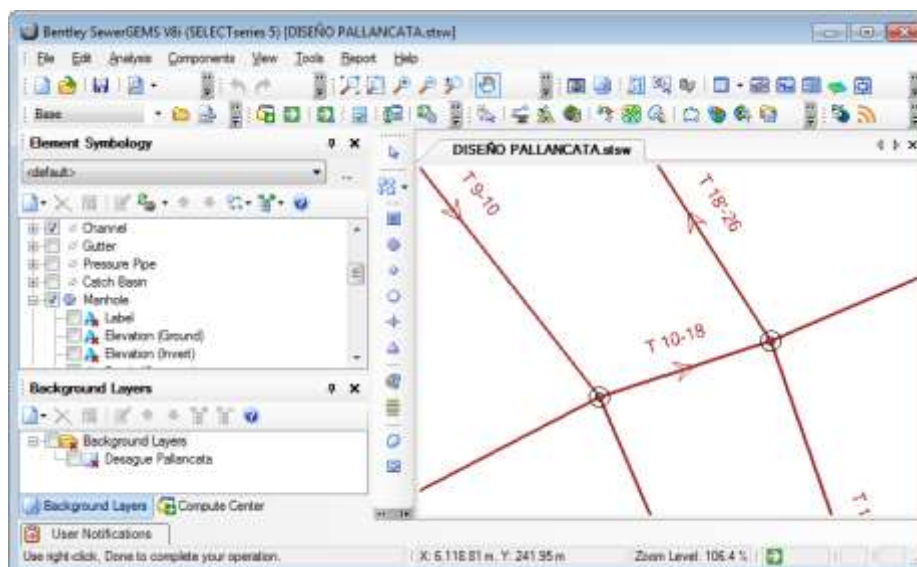 Bentley SewerGEMS V8i (SELECTseries 5) [DISEÑO PALLANCATA.stsw]
File Edit Analysis Components View Tools Report Help
Base
Element Symbology
<default>
Channel
Gutter
Pressure Pipe
Catch Basin
Manhole
Label
Elevation (Ground)
Elevation (Invert)
Background Layers
Background Layers
Desague Pallancata
Background Layers Compute Center
User Notifications
DISEÑO PALLANCATA.stsw
T 9-10
T 18'-26
T 10-18
T 1
Use right click, Done to complete your operation.
X: 6,118.81 m, Y: 241.95 m
Zoom Level: 106.4 %